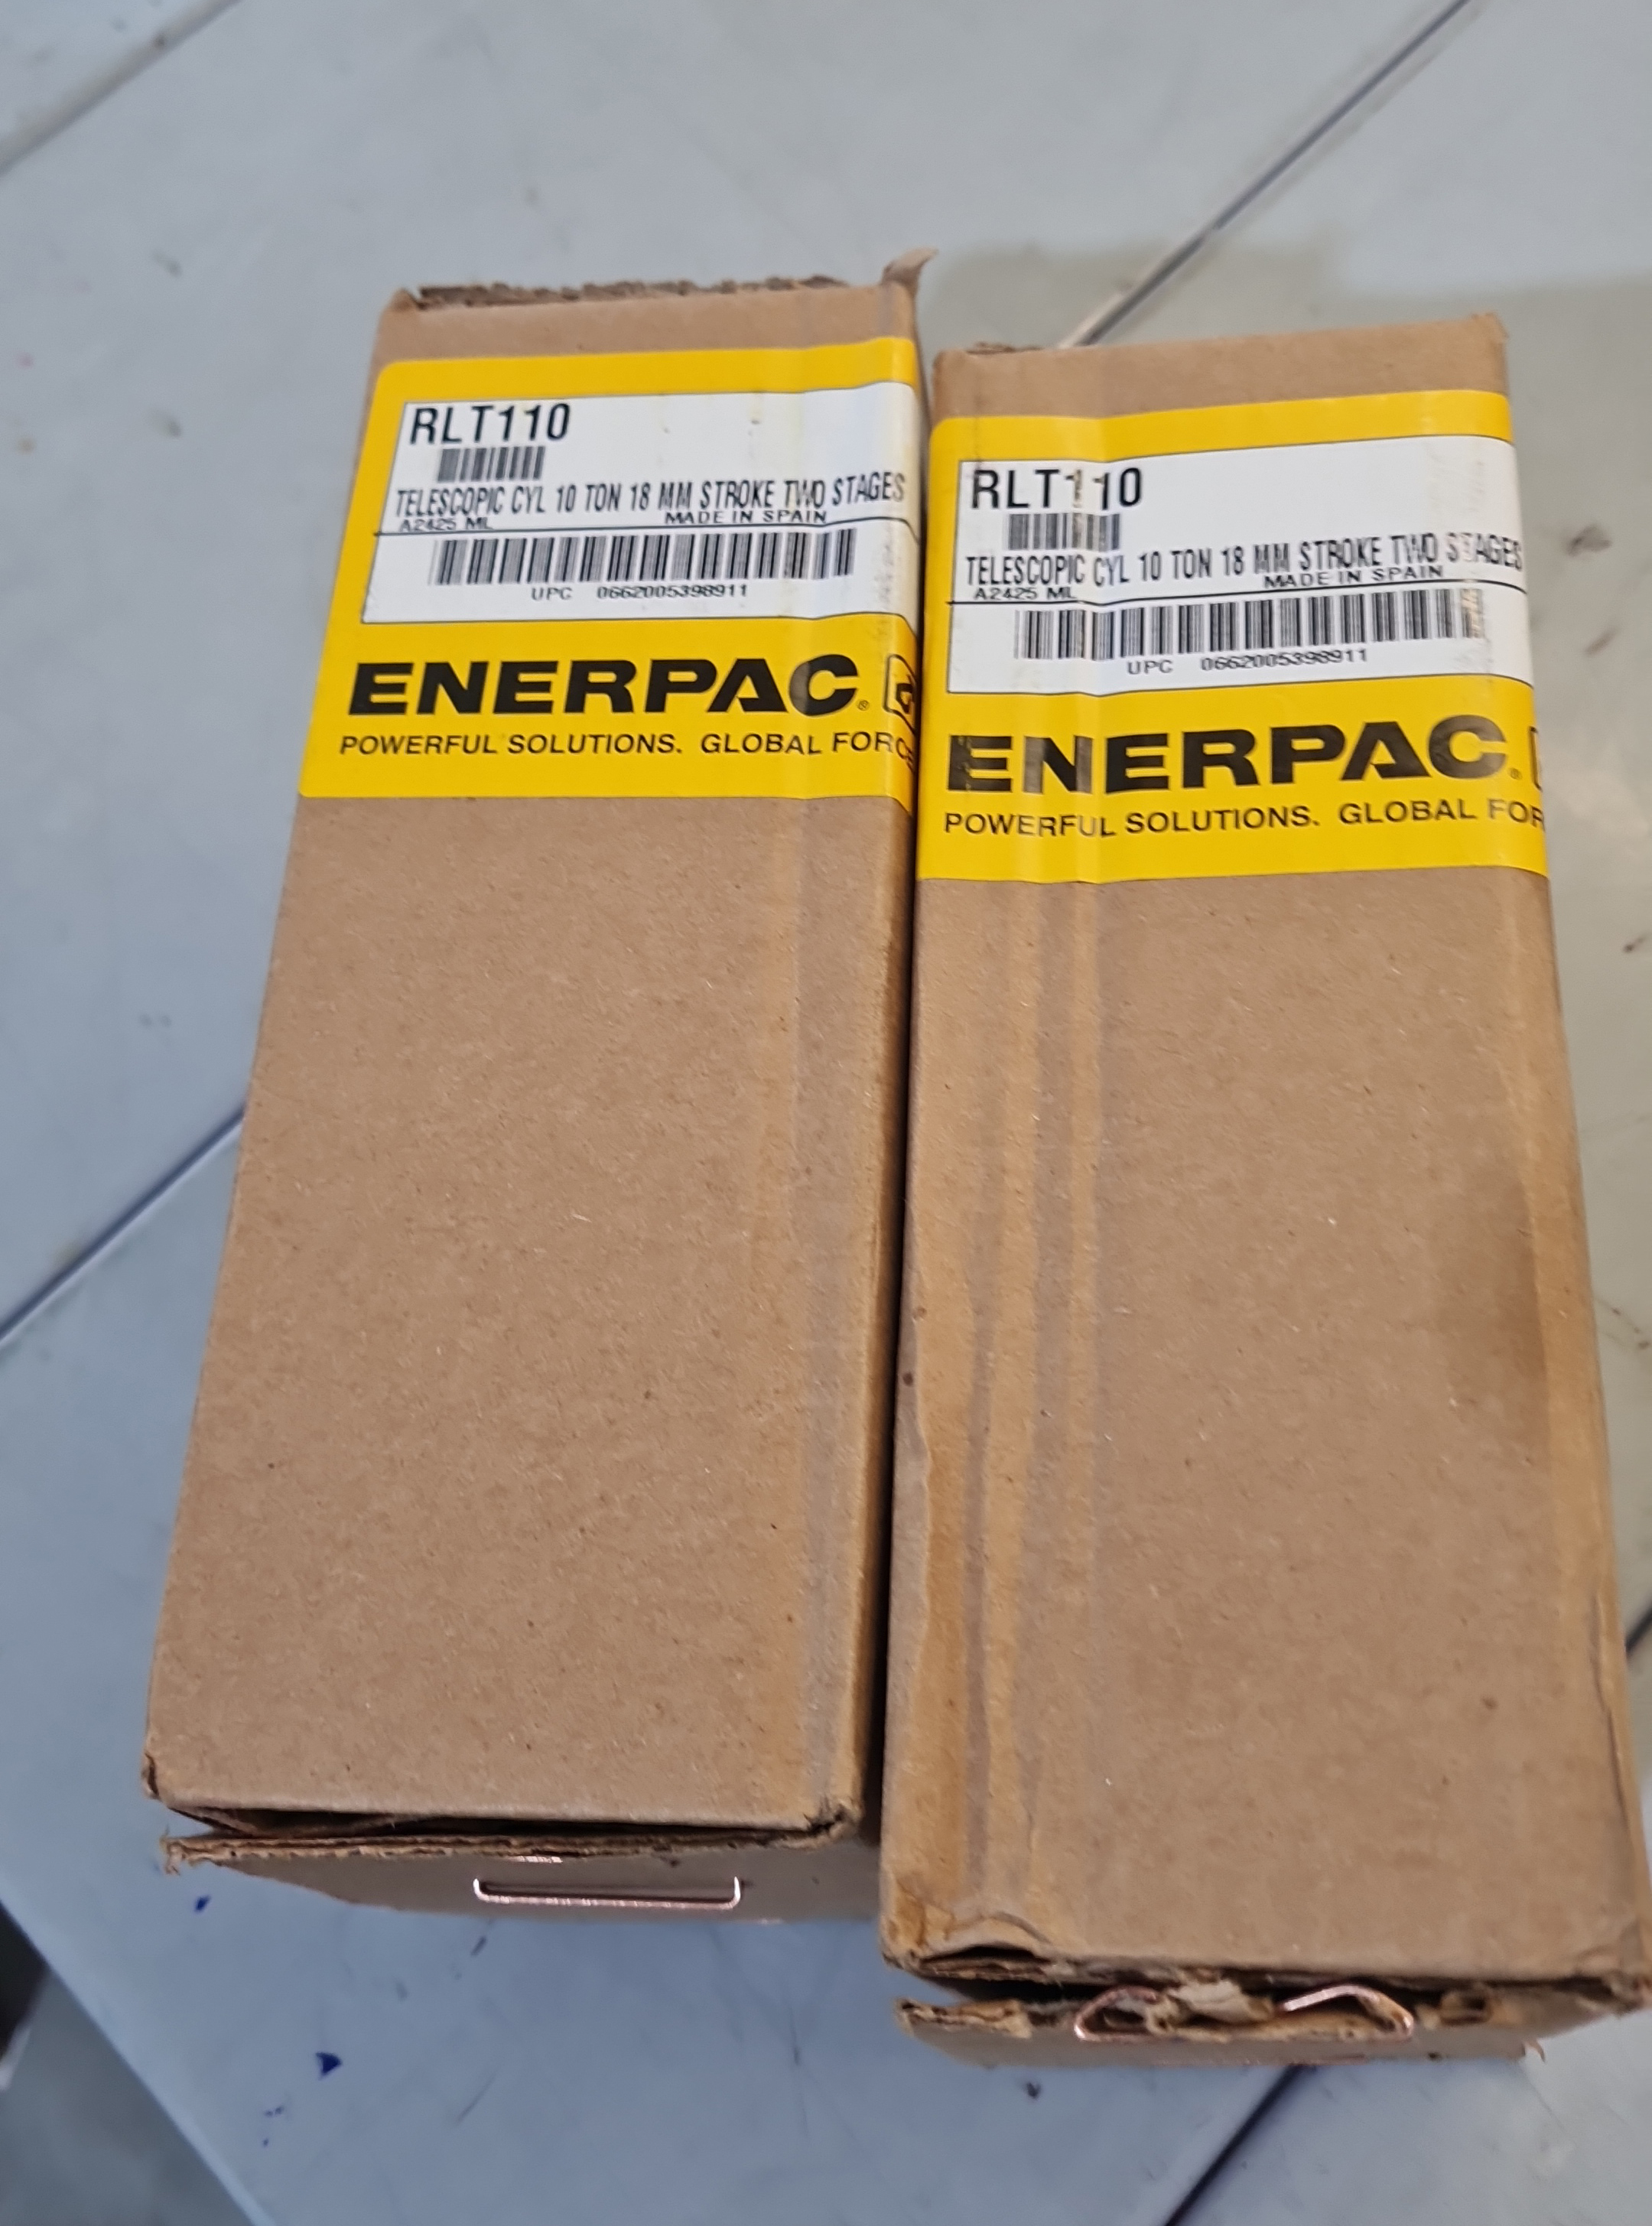 RLT110
TELESCOPIC CYL 10 TON 18 MM STROKE TWO STAGES
A2425 ML MADE IN SPAIN
UPC 0662005398911
ENERPAC®
POWERFUL SOLUTIONS. GLOBAL FORCE
RLT110
TELESCOPIC CYL 10 TON 18 MM STROKE TWO STAGES
A2425 ML MADE IN SPAIN
UPC 0662005398911
ENERPAC®
POWERFUL SOLUTIONS. GLOBAL FOR